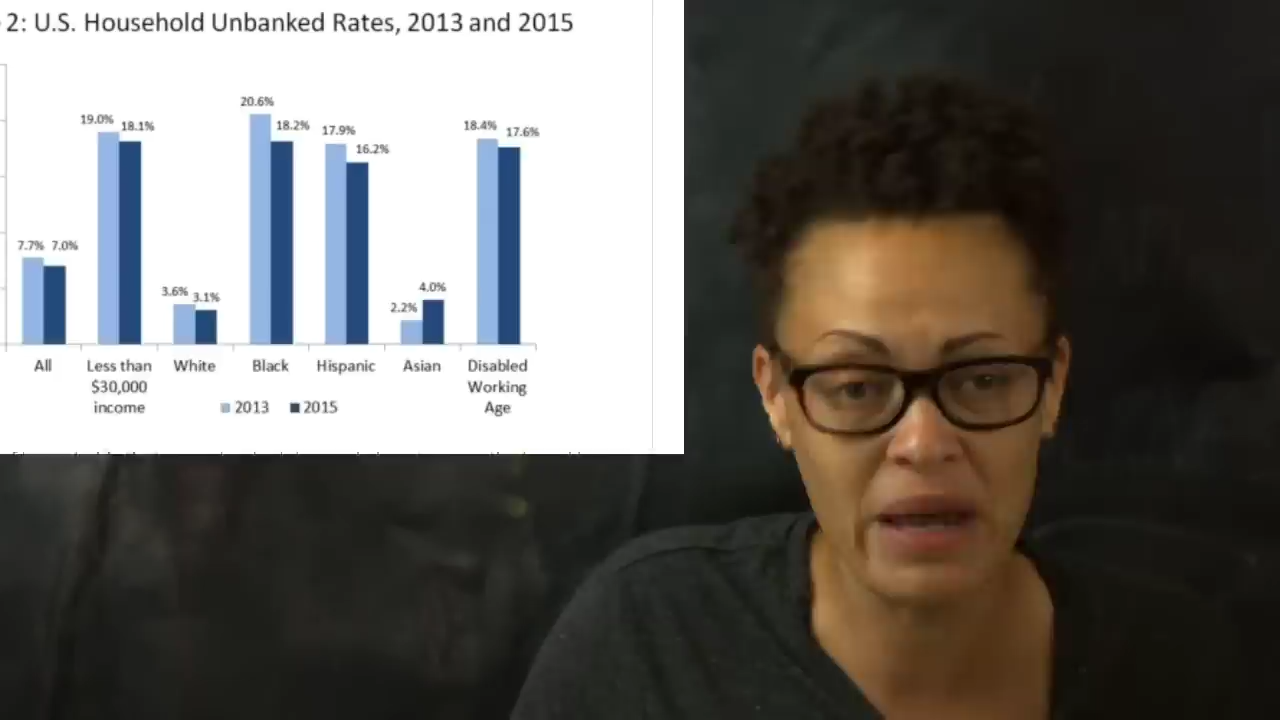 2: U.S. Household Unbanked Rates, 2013 and 2015
20.6%
19.0% 18.1% 18.2% 17.9% 16.2% 18.4% 17.6%
7.7% 7.0% 3.6% 3.1% 2.2% 4.0%
All Less than White Black Hispanic Asian Disabled
$30,000 Working
income 2013 2015 Age